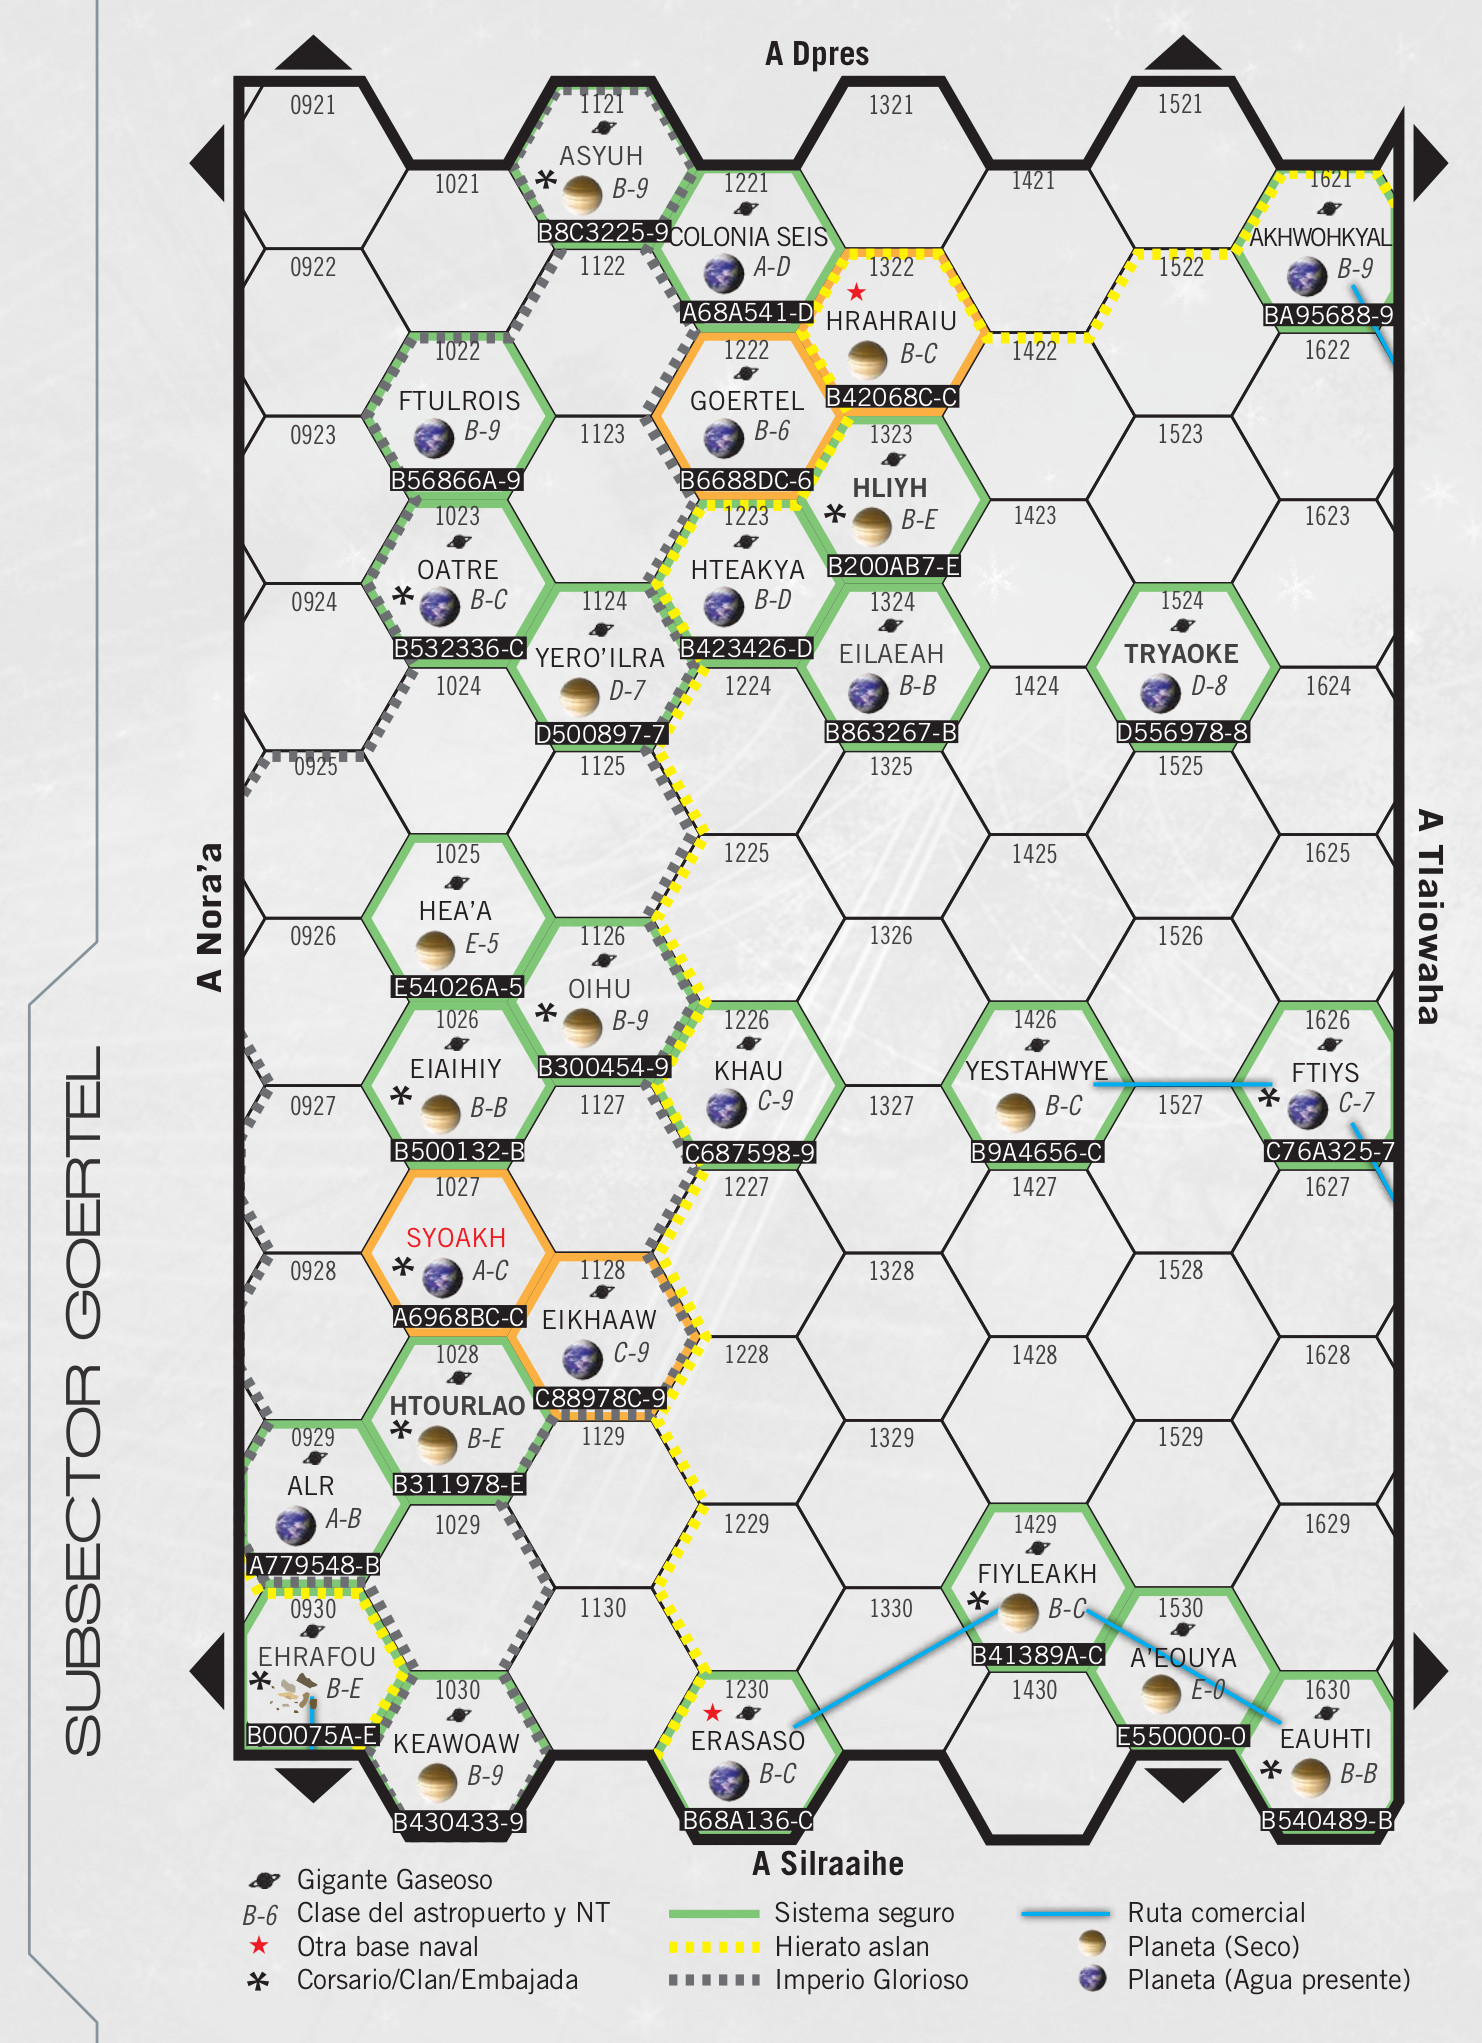 A Dpres
0921
1121
1321
1521
ASYUH
B-9
B8C3225-9
1021
1221
COLONIA SEIS
A-D
A68A541-D
1421
1621
AKHWOHKYAL
B-9
BA95688-9
0922
1122
1322
HRAHRAIU
B-C
B42068C-C
1522
1022
FTULROIS
B-9
B56866A-9
1222
GOERTEL
B-6
B6688DC-6
1422
1622
0923
1123
1323
HLIYH
B-E
B200AB7-E
1523
1023
OATRE
B-C
B532336-C
1223
HTEAKYA
B-D
B423426-D
1423
1623
0924
1124
YERO'ILRA
D-7
D500897-7
1324
EILAEAH
B-B
B863267-B
1524
TRYAOKE
D-8
D556978-8
1024
1224
1424
1624
0925
1125
1325
1525
1025
HEA'A
E-5
E54026A-5
1225
1425
1625
0926
1126
OIHU
B-9
B300454-9
1326
1526
1026
EIAIHIY
B-B
B500132-B
1226
KHAU
C-9
C687598-9
1426
YESTAHWYE
B-C
B9A4656-C
1626
FTIYS
C-7
C76A325-7
0927
1127
1327
1527
1027
SYOAKH
A-C
A6968BC-C
1227
1427
1627
0928
1128
EIKHAAW
C-9
C88978C-9
1328
1528
1028
HTOURLAO
B-E
B311978-E
1228
1428
1628
0929
ALR
A-B
A779548-B
1129
1329
1529
1029
1229
1429
FIYLEAKH
B-C
B41389A-C
1629
0930
EHRAFOU
B-E
B00075A-E
1130
1330
1530
A'EOUYA
E-0
E550000-0
1030
KEAWOAW
B-9
B430433-9
1230
ERASASO
B-C
B68A136-C
1430
1630
EAUHTI
B-B
B540489-B
A Nora'a
A Tlaiowaha
SUBSECTOR GOERTEL
A Silraaihe
Gigante Gaseoso
B-6 Clase del astropuerto y NT
Otra base naval
Corsario/Clan/Embajada
Sistema seguro
Hierato aslan
Imperio Glorioso
Ruta comercial
Planeta (Seco)
Planeta (Agua presente)